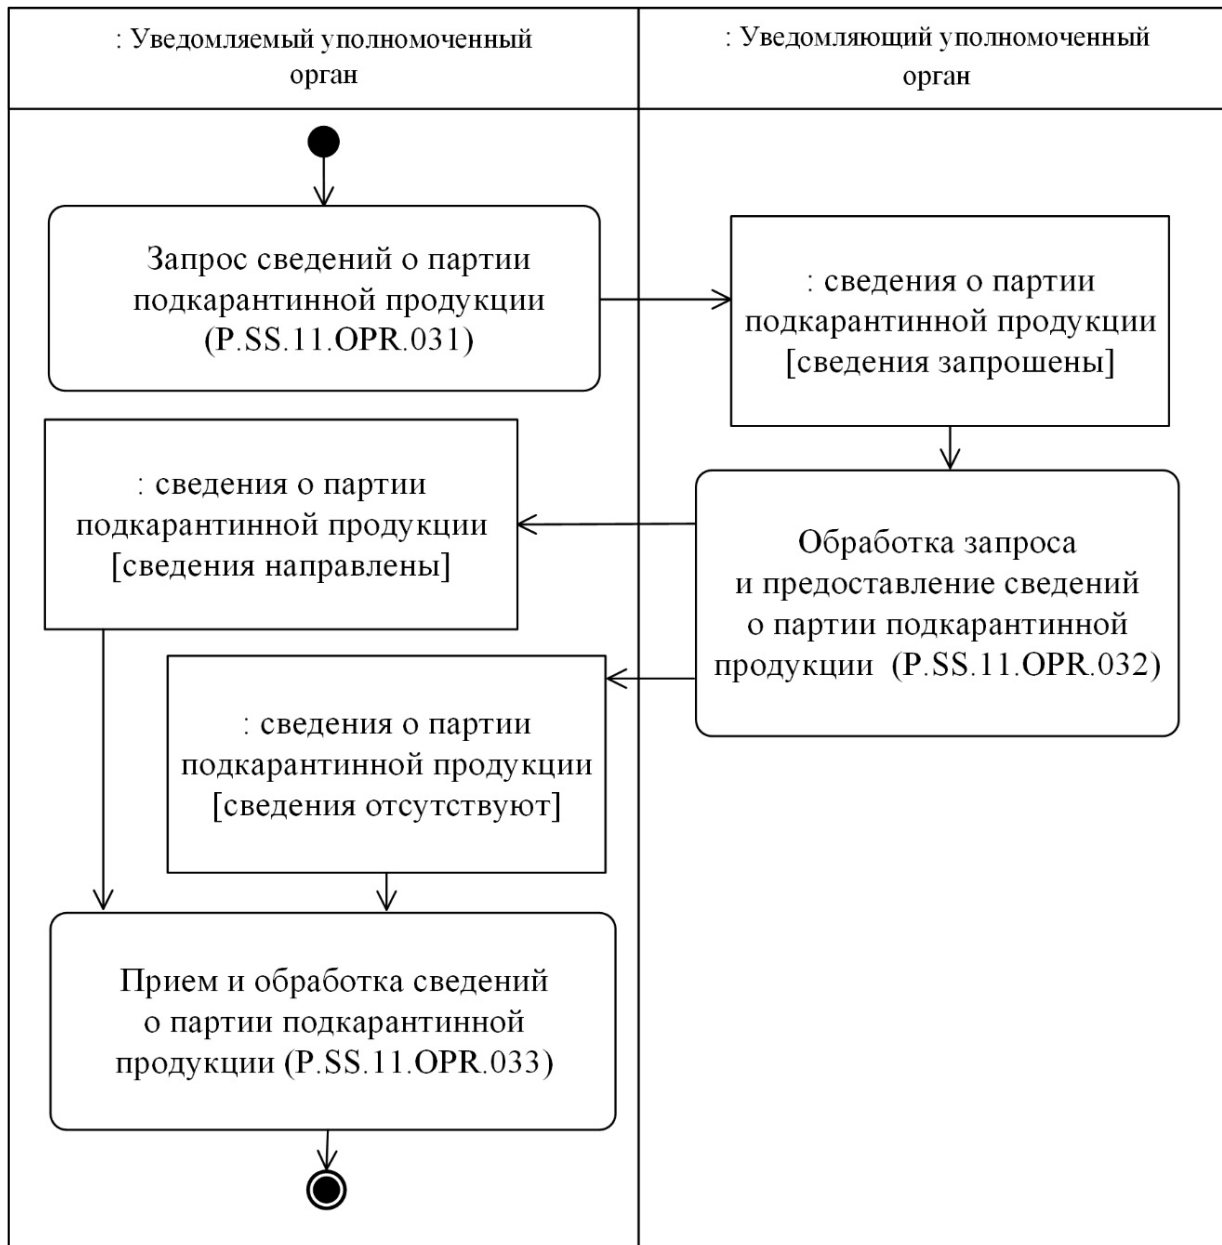 : Уведомляемый уполномоченный
орган
: Уведомляющий уполномоченный
орган
Запрос сведений о партии
подкарантинной продукции
(P.SS.11.OPR.031)
: сведения о партии
подкарантинной продукции
[сведения запрошены]
: сведения о партии
подкарантинной продукции
[сведения направлены]
Обработка запроса
и предоставление сведений
о партии подкарантинной
продукции (P.SS.11.OPR.032)
: сведения о партии
подкарантинной продукции
[сведения отсутствуют]
Прием и обработка сведений
о партии подкарантинной
продукции (P.SS.11.OPR.033)